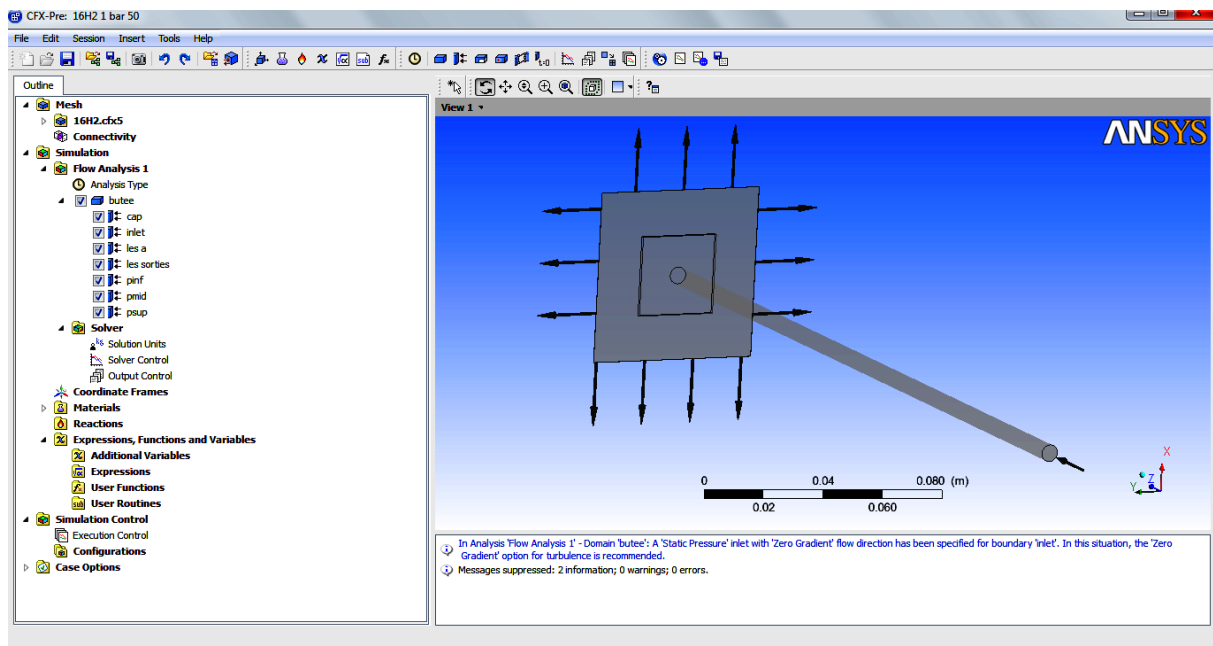 CFX-Pre: 16H2 1 bar 50
File Edit Session Insert Tools Help
Outline
Mesh
16H2.cfx5
Connectivity
Simulation
Flow Analysis 1
Analysis Type
butee
cap
inlet
les a
les sorties
pinf
pmid
psup
Solver
Solution Units
Solver Control
Output Control
Coordinate Frames
Materials
Reactions
Expressions, Functions and Variables
Additional Variables
Expressions
User Functions
User Routines
Simulation Control
Execution Control
Configurations
Case Options
View 1
ANSYS
X
Z
Y
0 0.04 0.080 (m)
0.02 0.060
In Analysis 'Flow Analysis 1' - Domain 'butee': A 'Static Pressure' inlet with 'Zero Gradient' flow direction has been specified for boundary 'inlet'. In this situation, the 'Zero
Gradient' option for turbulence is recommended.
Messages suppressed: 2 information; 0 warnings; 0 errors.